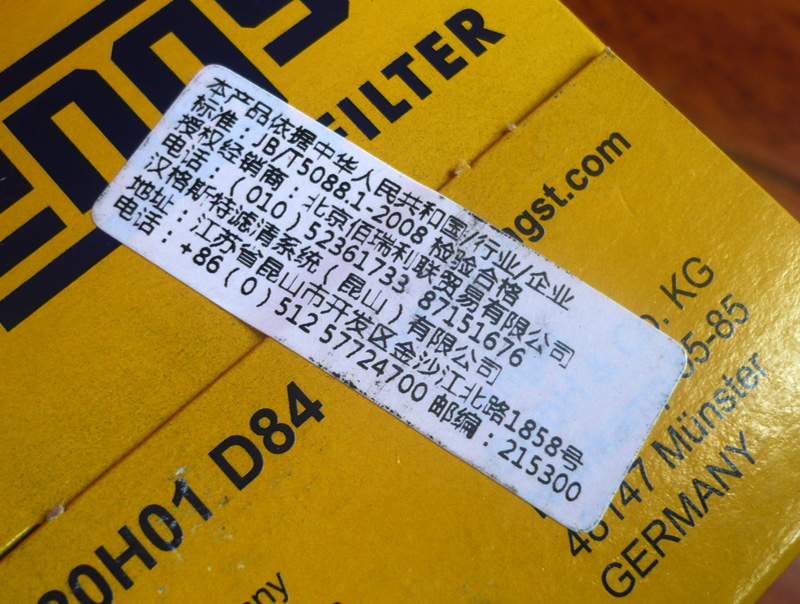 FILTER
本产品依据中华人民共和国/行业/企业
标准：JB/T5088.1-2008 检验合格
授权经销商：北京佰瑞利联贸易有限公司
电话：(010) 52361733 87151676
汉格斯特滤清系统（昆山）有限公司
地址：江苏省昆山市开发区金沙江北路1858号
电话：+86(0) 512 57724700 邮编：215300
ngst.com
KG
55-85
48147 Münster
GERMANY
80H01 D84